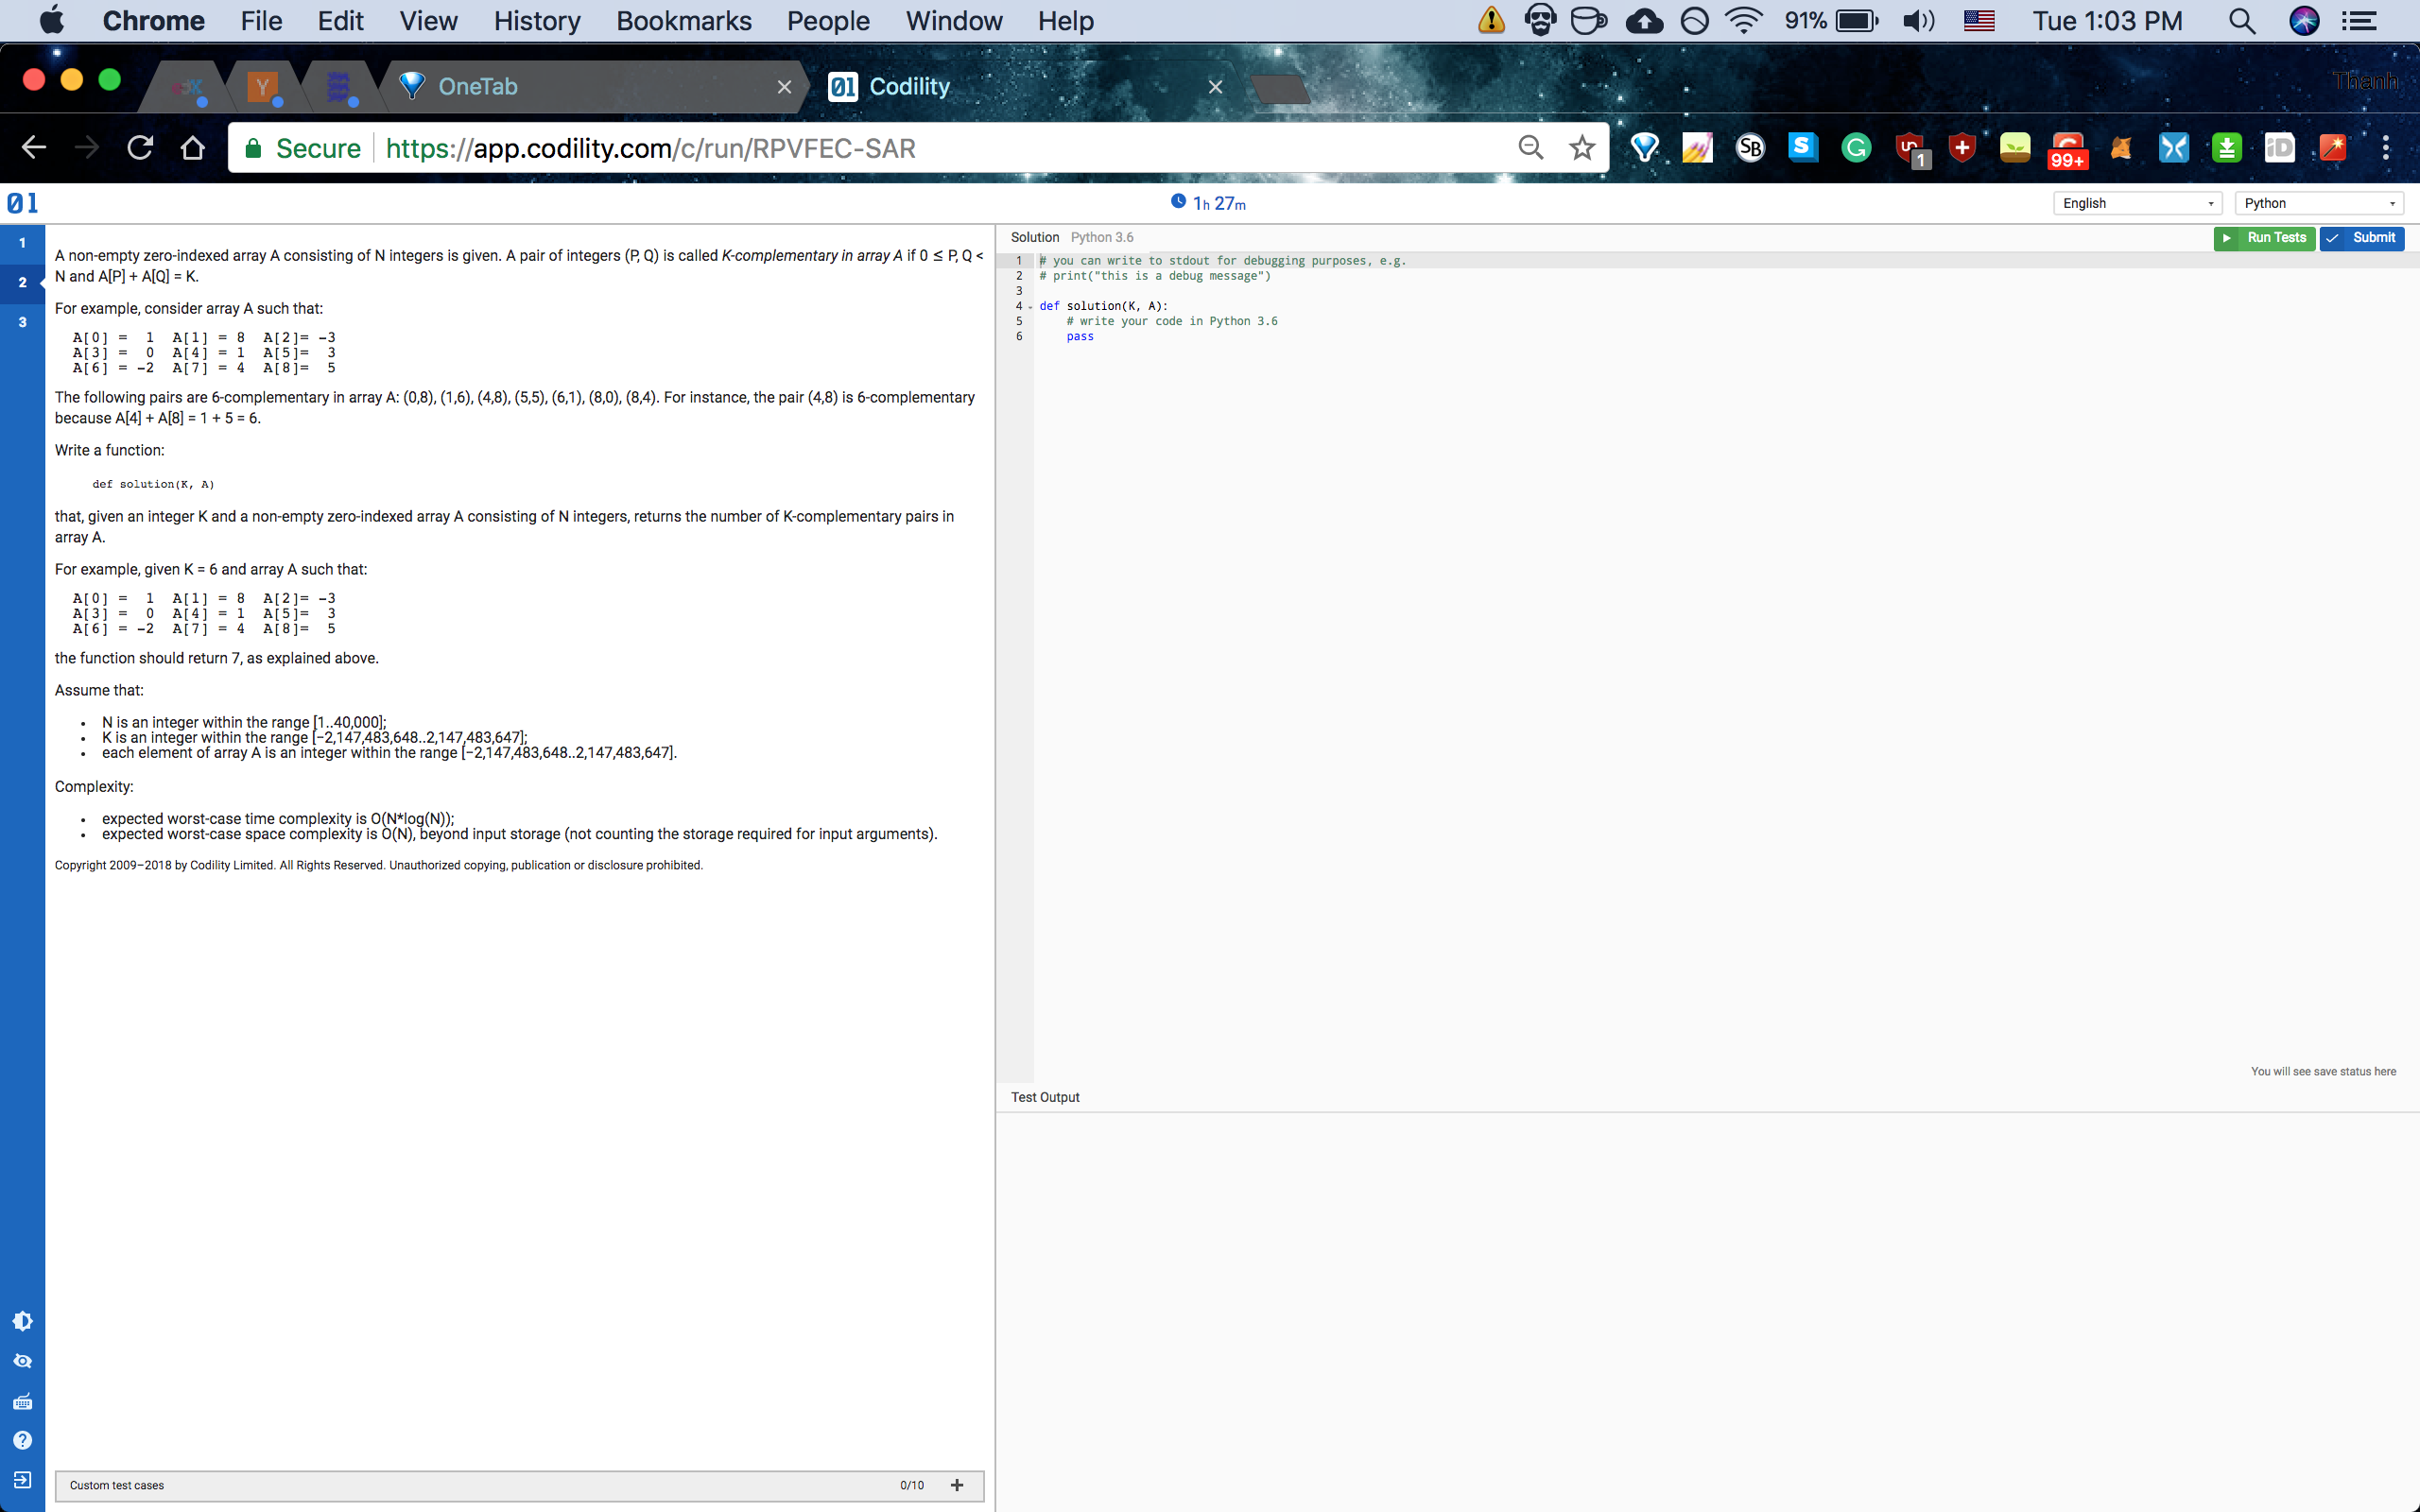 Chrome File Edit View History Bookmarks People Window Help 91% Tue 1:03 PM
OneTab Codility Thanh
Secure https://app.codility.com/c/run/RPVFEC-SAR 1 99+
01 1h 27m English Python
1
2
3
A non-empty zero-indexed array A consisting of N integers is given. A pair of integers (P, Q) is called K-complementary in array A if 0 ≤ P, Q <
N and A[P] + A[Q] = K.
For example, consider array A such that:
A[0] = 1 A[1] = 8 A[2]= -3
A[3] = 0 A[4] = 1 A[5]= 3
A[6] = -2 A[7] = 4 A[8]= 5
The following pairs are 6-complementary in array A: (0,8), (1,6), (4,8), (5,5), (6,1), (8,0), (8,4). For instance, the pair (4,8) is 6-complementary
because A[4] + A[8] = 1 + 5 = 6.
Write a function:
def solution(K, A)
that, given an integer K and a non-empty zero-indexed array A consisting of N integers, returns the number of K-complementary pairs in
array A.
For example, given K = 6 and array A such that:
A[0] = 1 A[1] = 8 A[2]= -3
A[3] = 0 A[4] = 1 A[5]= 3
A[6] = -2 A[7] = 4 A[8]= 5
the function should return 7, as explained above.
Assume that:
• N is an integer within the range [1..40,000];
• K is an integer within the range [−2,147,483,648..2,147,483,647];
• each element of array A is an integer within the range [−2,147,483,648..2,147,483,647].
Complexity:
• expected worst-case time complexity is O(N*log(N));
• expected worst-case space complexity is O(N), beyond input storage (not counting the storage required for input arguments).
Copyright 2009–2018 by Codility Limited. All Rights Reserved. Unauthorized copying, publication or disclosure prohibited.
Custom test cases 0/10 +
Solution Python 3.6 Run Tests Submit
1 # you can write to stdout for debugging purposes, e.g.
2 # print("this is a debug message")
3
4 def solution(K, A):
5 # write your code in Python 3.6
6 pass
You will see save status here
Test Output